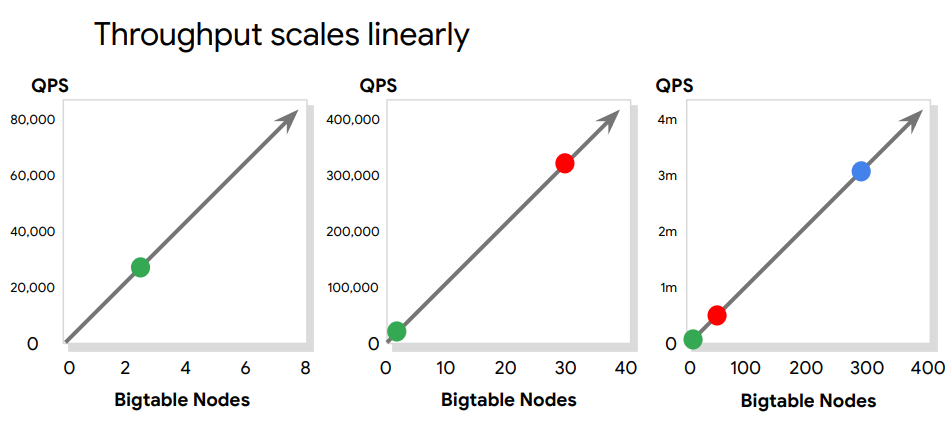 Throughput scales linearly
QPS
80,000
60,000
40,000
20,000
0
0 2 4 6 8
Bigtable Nodes
QPS
400,000
300,000
200,000
100,000
0
0 10 20 30 40
Bigtable Nodes
QPS
4m
3m
2m
1m
0
0 100 200 300 400
Bigtable Nodes